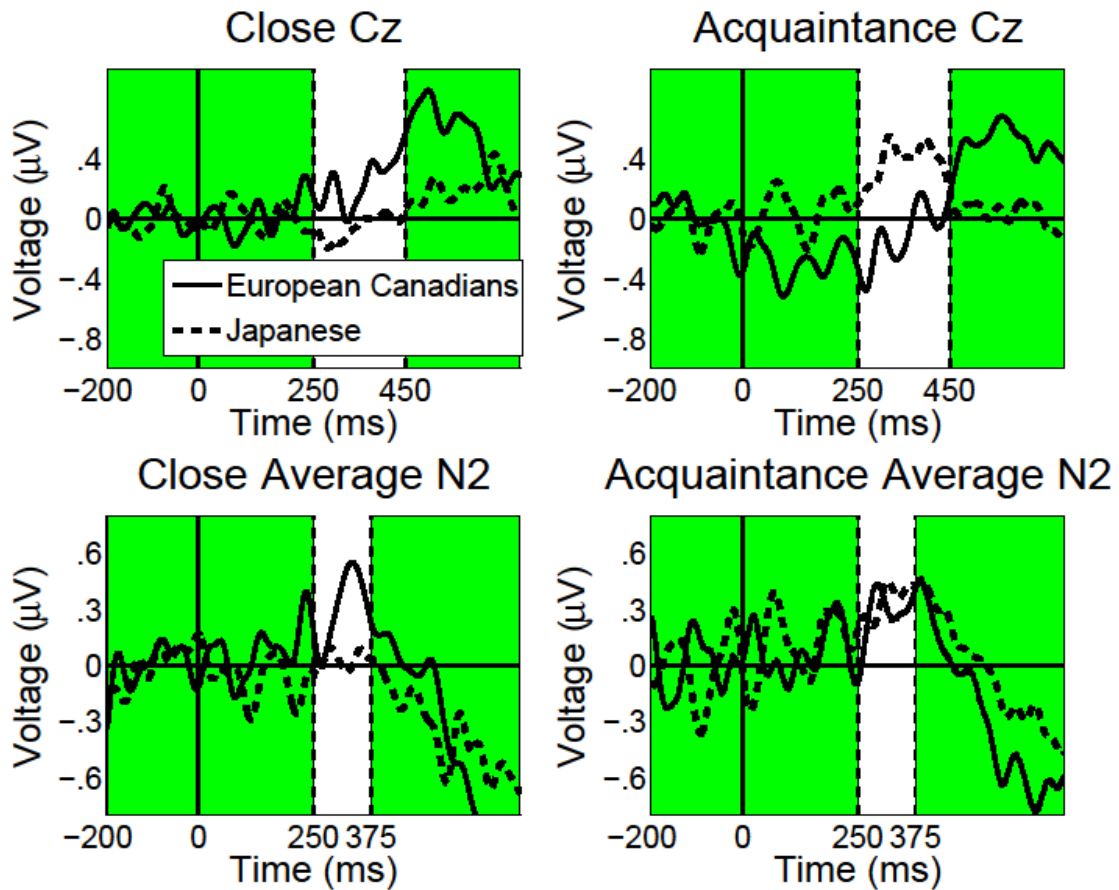 Close Cz
Voltage (μV)
.4
0
−.4
−.8
European Canadians
Japanese
−200 0 250 450
Time (ms)
Acquaintance Cz
Voltage (μV)
.4
0
−.4
−.8
−200 0 250 450
Time (ms)
Close Average N2
Voltage (μV)
.6
.3
0
−.3
−.6
−200 0 250 375
Time (ms)
Acquaintance Average N2
Voltage (μV)
.6
.3
0
−.3
−.6
−200 0 250 375
Time (ms)